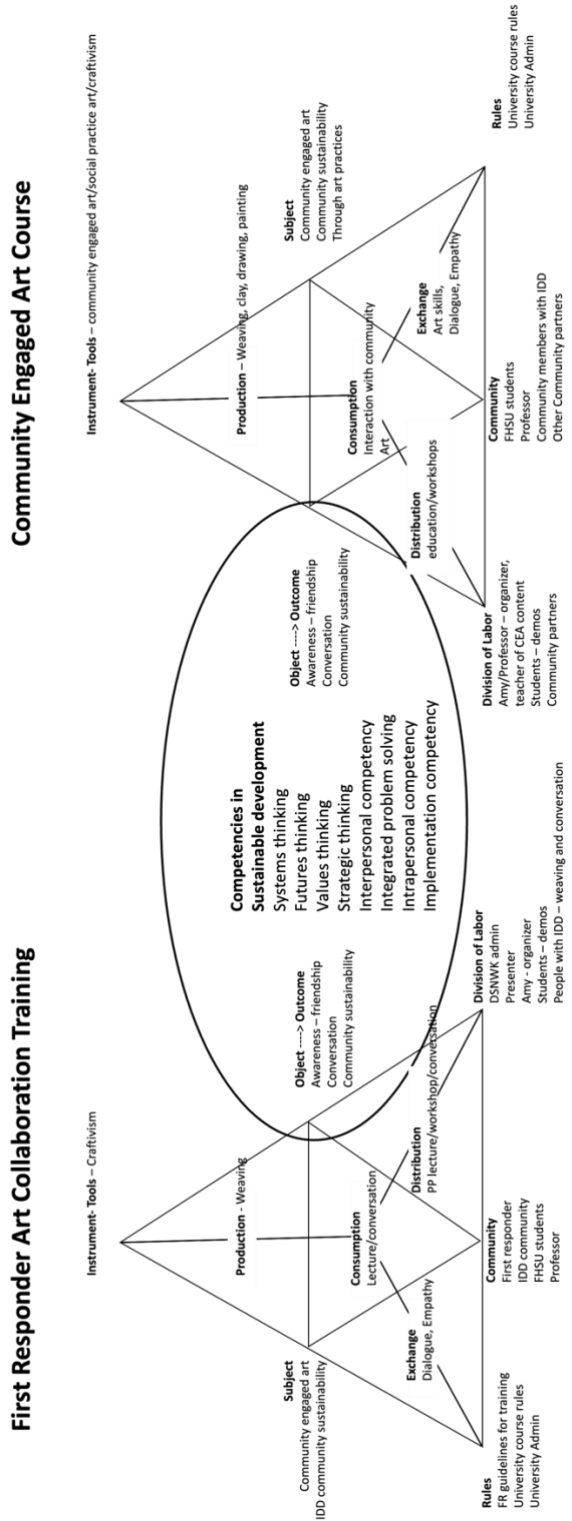 First Responder Art Collaboration Training
Instrument- Tools – Craftivism
Production - Weaving
Subject
Community engaged art
IDD community sustainability
Object ----> Outcome
Awareness – friendship
Conversation
Community sustainability
Consumption
Lecture/conversation
Exchange
Dialogue, Empathy
Distribution
PP lecture/workshop/conversation
Rules
FR guidelines for training
University course rules
University Admin
Community
First responder
IDD community
FHSU students
Professor
Division of Labor
DSNWK admin
Presenter
Amy - organizer
Students – demos
People with IDD – weaving and conversation
Competencies in
Sustainable development
Systems thinking
Futures thinking
Values thinking
Strategic thinking
Interpersonal competency
Integrated problem solving
Intrapersonal competency
Implementation competency
Community Engaged Art Course
Instrument- Tools – community engaged art/social practice art/craftivism
Production – Weaving, clay, drawing, painting
Object ----> Outcome
Awareness – friendship
Conversation
Community sustainability
Subject
Community engaged art
Community sustainability
Through art practices
Consumption
Interaction with community
Art
Distribution
education/workshops
Exchange
Art skills,
Dialogue, Empathy
Division of Labor
Amy/Professor – organizer,
teacher of CEA content
Students – demos
Community partners
Community
FHSU students
Professor
Community members with IDD
Other Community partners
Rules
University course rules
University Admin